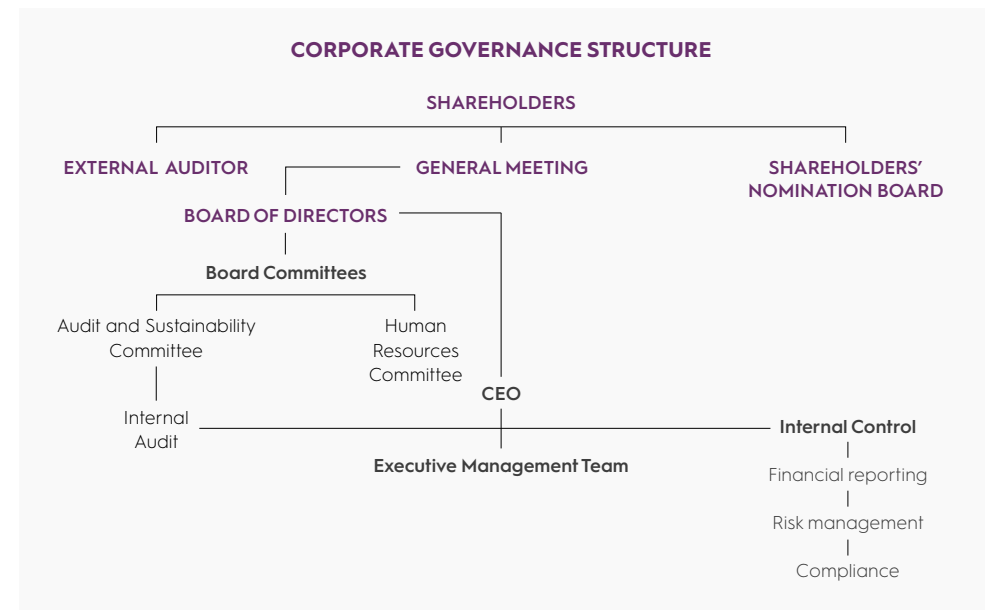 CORPORATE GOVERNANCE STRUCTURE
SHAREHOLDERS
EXTERNAL AUDITOR
GENERAL MEETING
SHAREHOLDERS’
NOMINATION BOARD
BOARD OF DIRECTORS
Board Committees
Audit and Sustainability
Committee
Human
Resources
Committee
CEO
Internal
Audit
Internal Control
Executive Management Team
Financial reporting
Risk management
Compliance